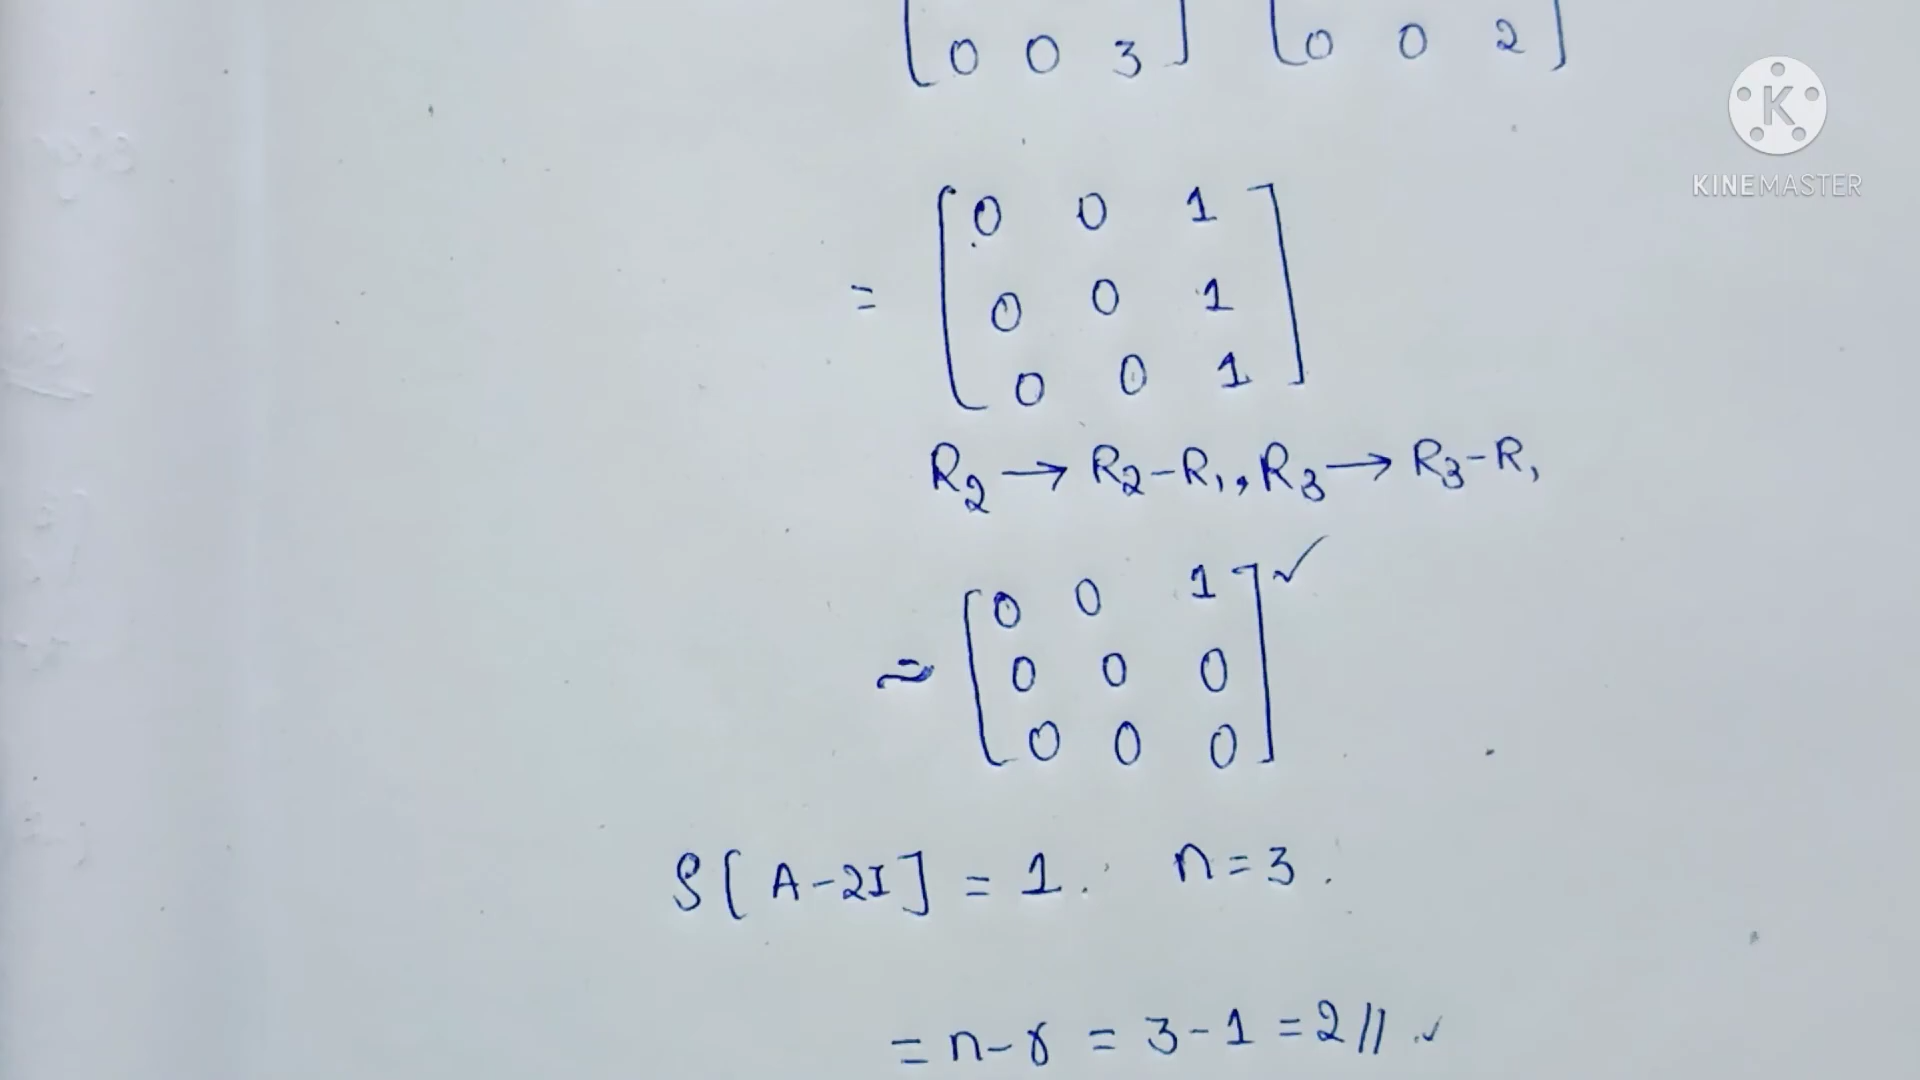 [0 0 3] [0 0 2]
K
KINEMASTER
= [0 0 1
0 0 1
0 0 1]
R₂ → R₂-R₁, R₃ → R₃-R₁
≈ [0 0 1 ✓
0 0 0
0 0 0]
S[A-2I] = 1. n=3.
= n-r = 3-1 = 2// ✓